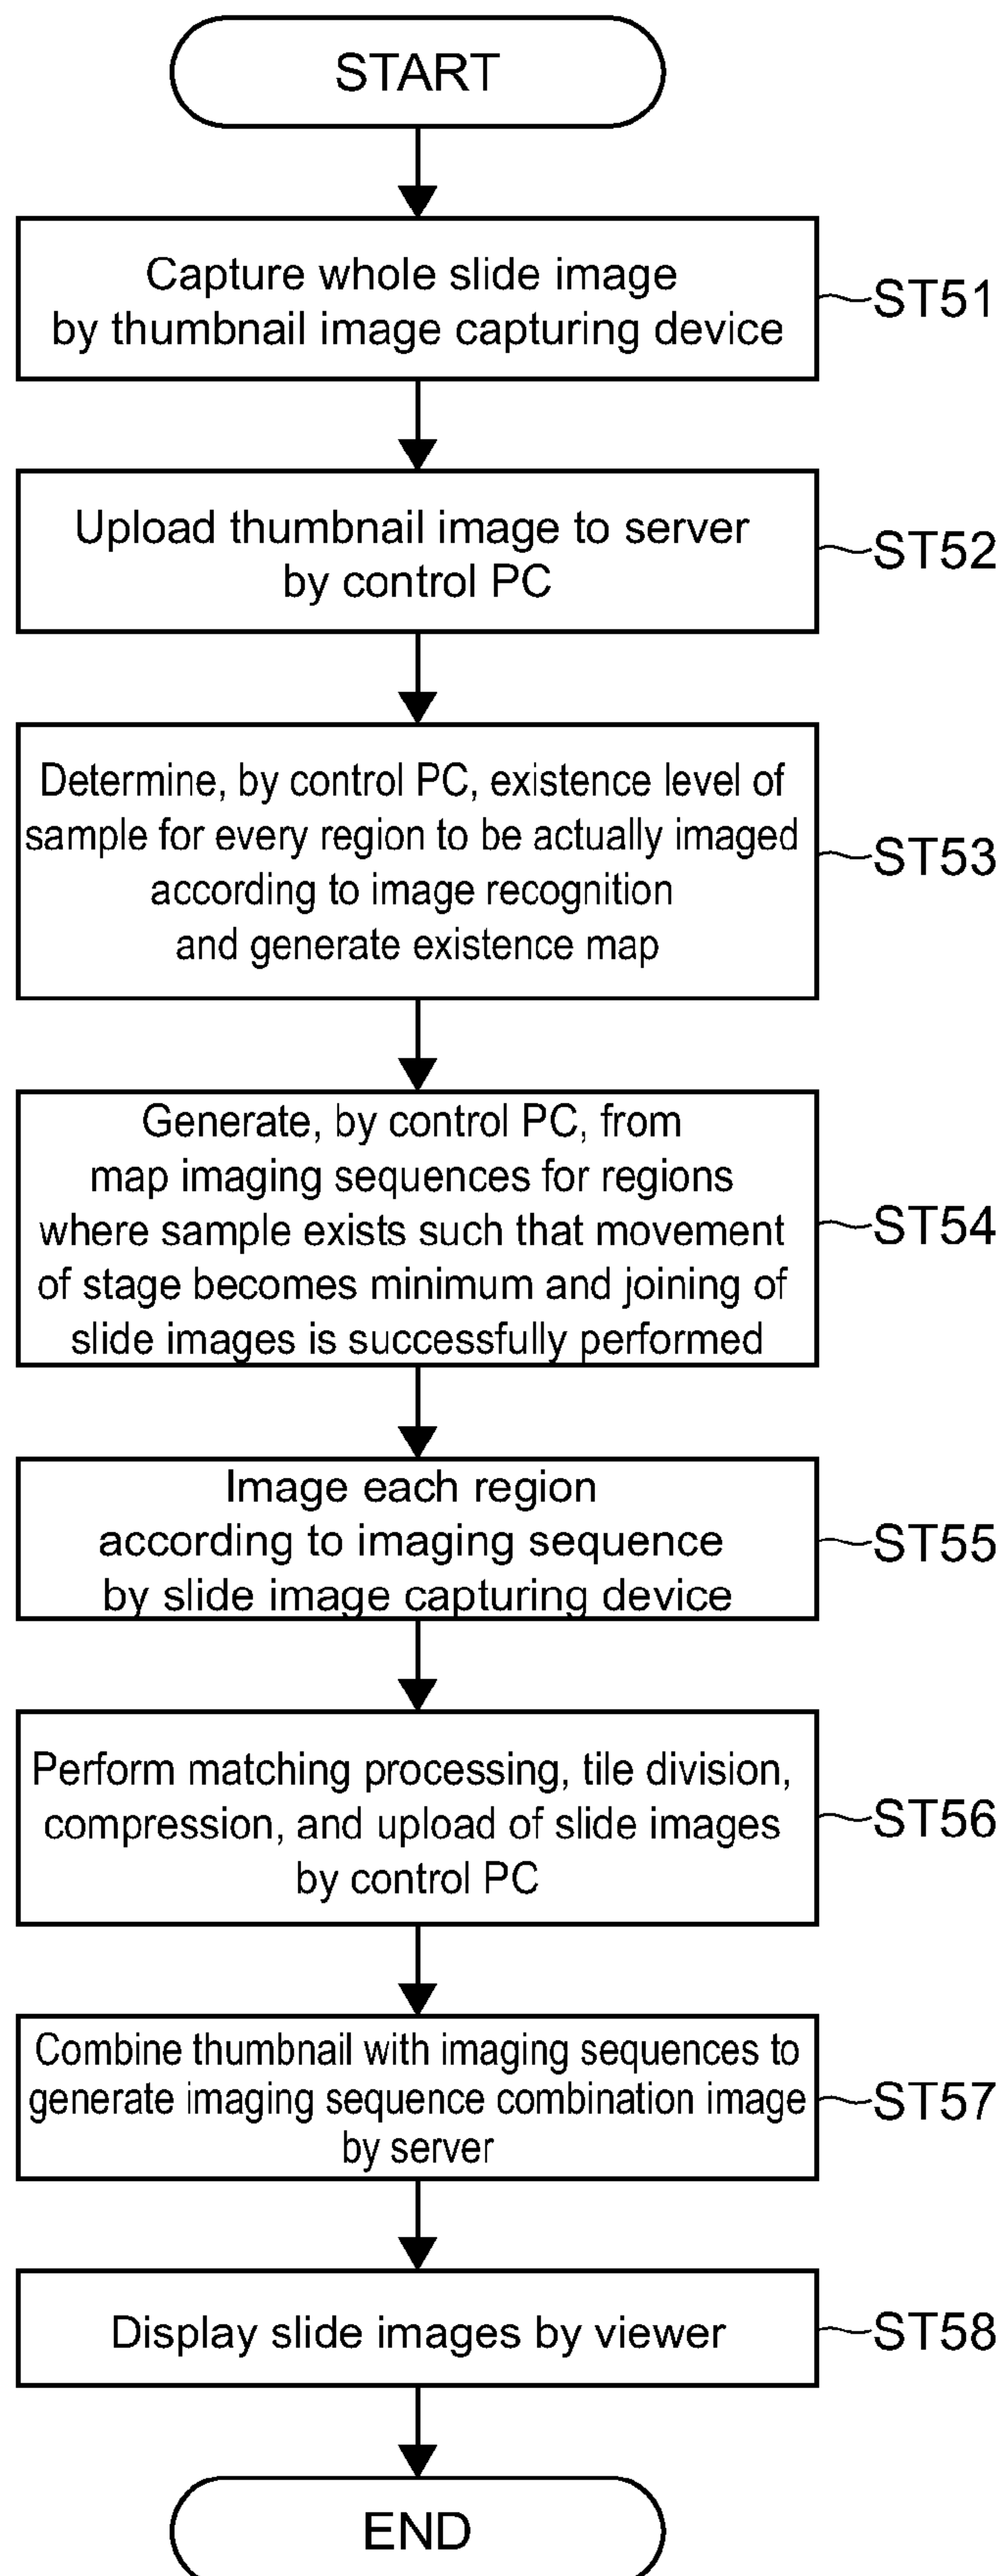 START
Capture whole slide image
by thumbnail image capturing device
ST51
Upload thumbnail image to server
by control PC
ST52
Determine, by control PC, existence level of
sample for every region to be actually imaged
according to image recognition
and generate existence map
ST53
Generate, by control PC, from
map imaging sequences for regions
where sample exists such that movement
of stage becomes minimum and joining of
slide images is successfully performed
ST54
Image each region
according to imaging sequence
by slide image capturing device
ST55
Perform matching processing, tile division,
compression, and upload of slide images
by control PC
ST56
Combine thumbnail with imaging sequences to
generate imaging sequence combination image
by server
ST57
Display slide images by viewer
ST58
END